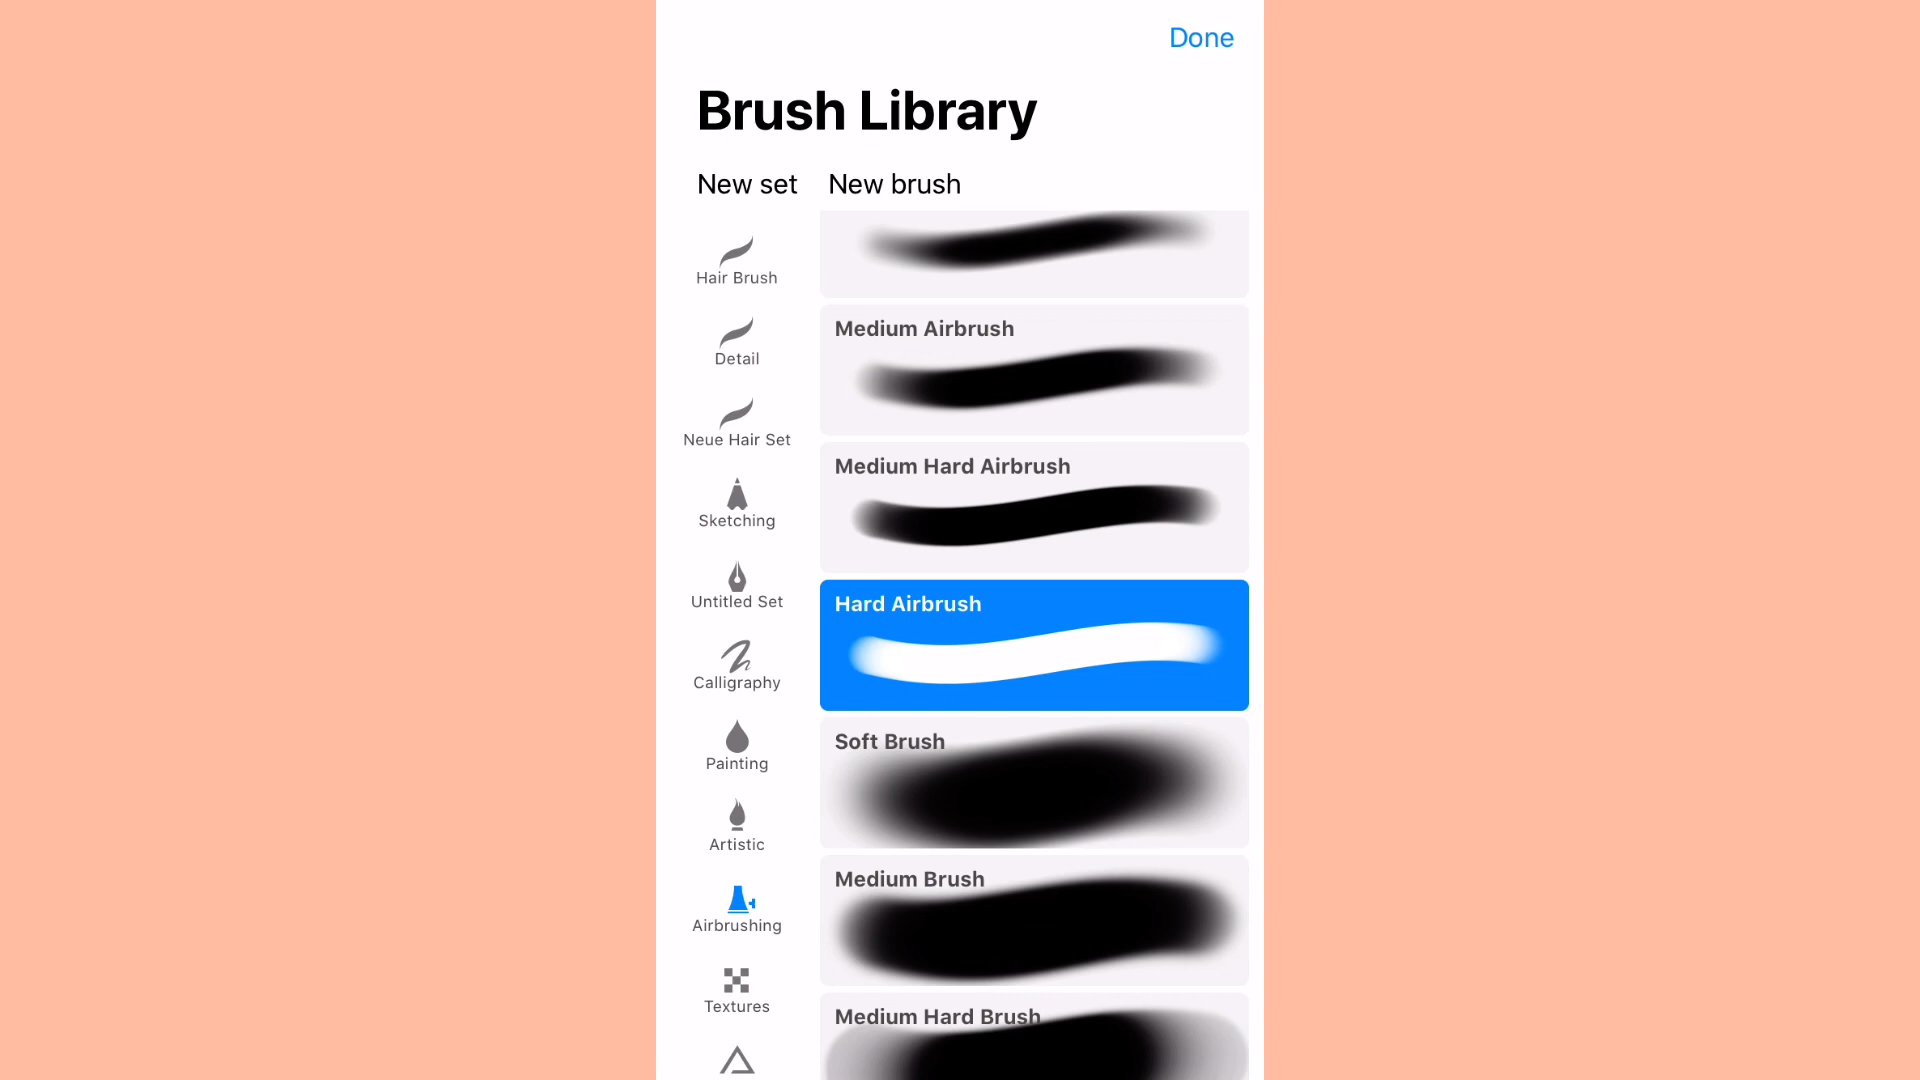 Done
Brush Library
New set
New brush
Hair Brush
Detail
Neue Hair Set
Sketching
Untitled Set
Calligraphy
Painting
Artistic
Airbrushing
Textures
Medium Airbrush
Medium Hard Airbrush
Hard Airbrush
Soft Brush
Medium Brush
Medium Hard Brush